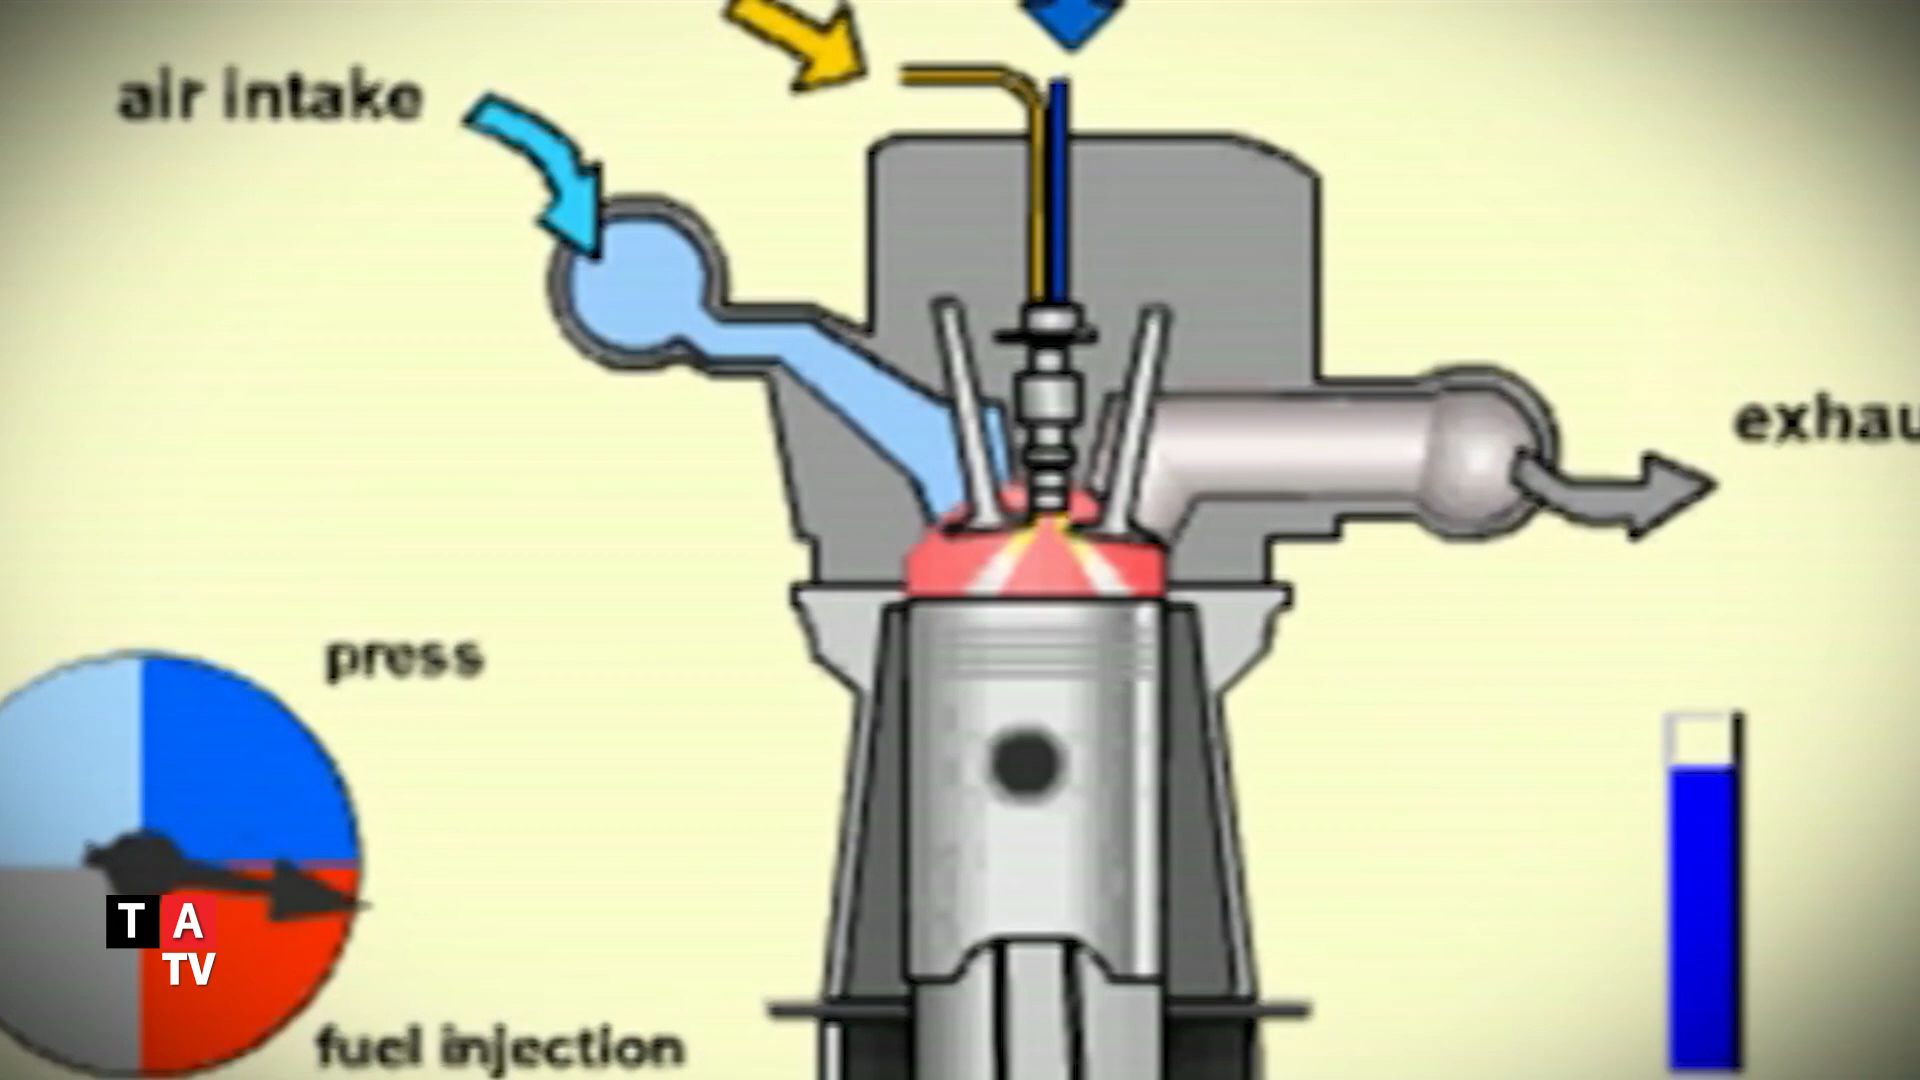 air intake
exhau
press
T A
TV
fuel injection